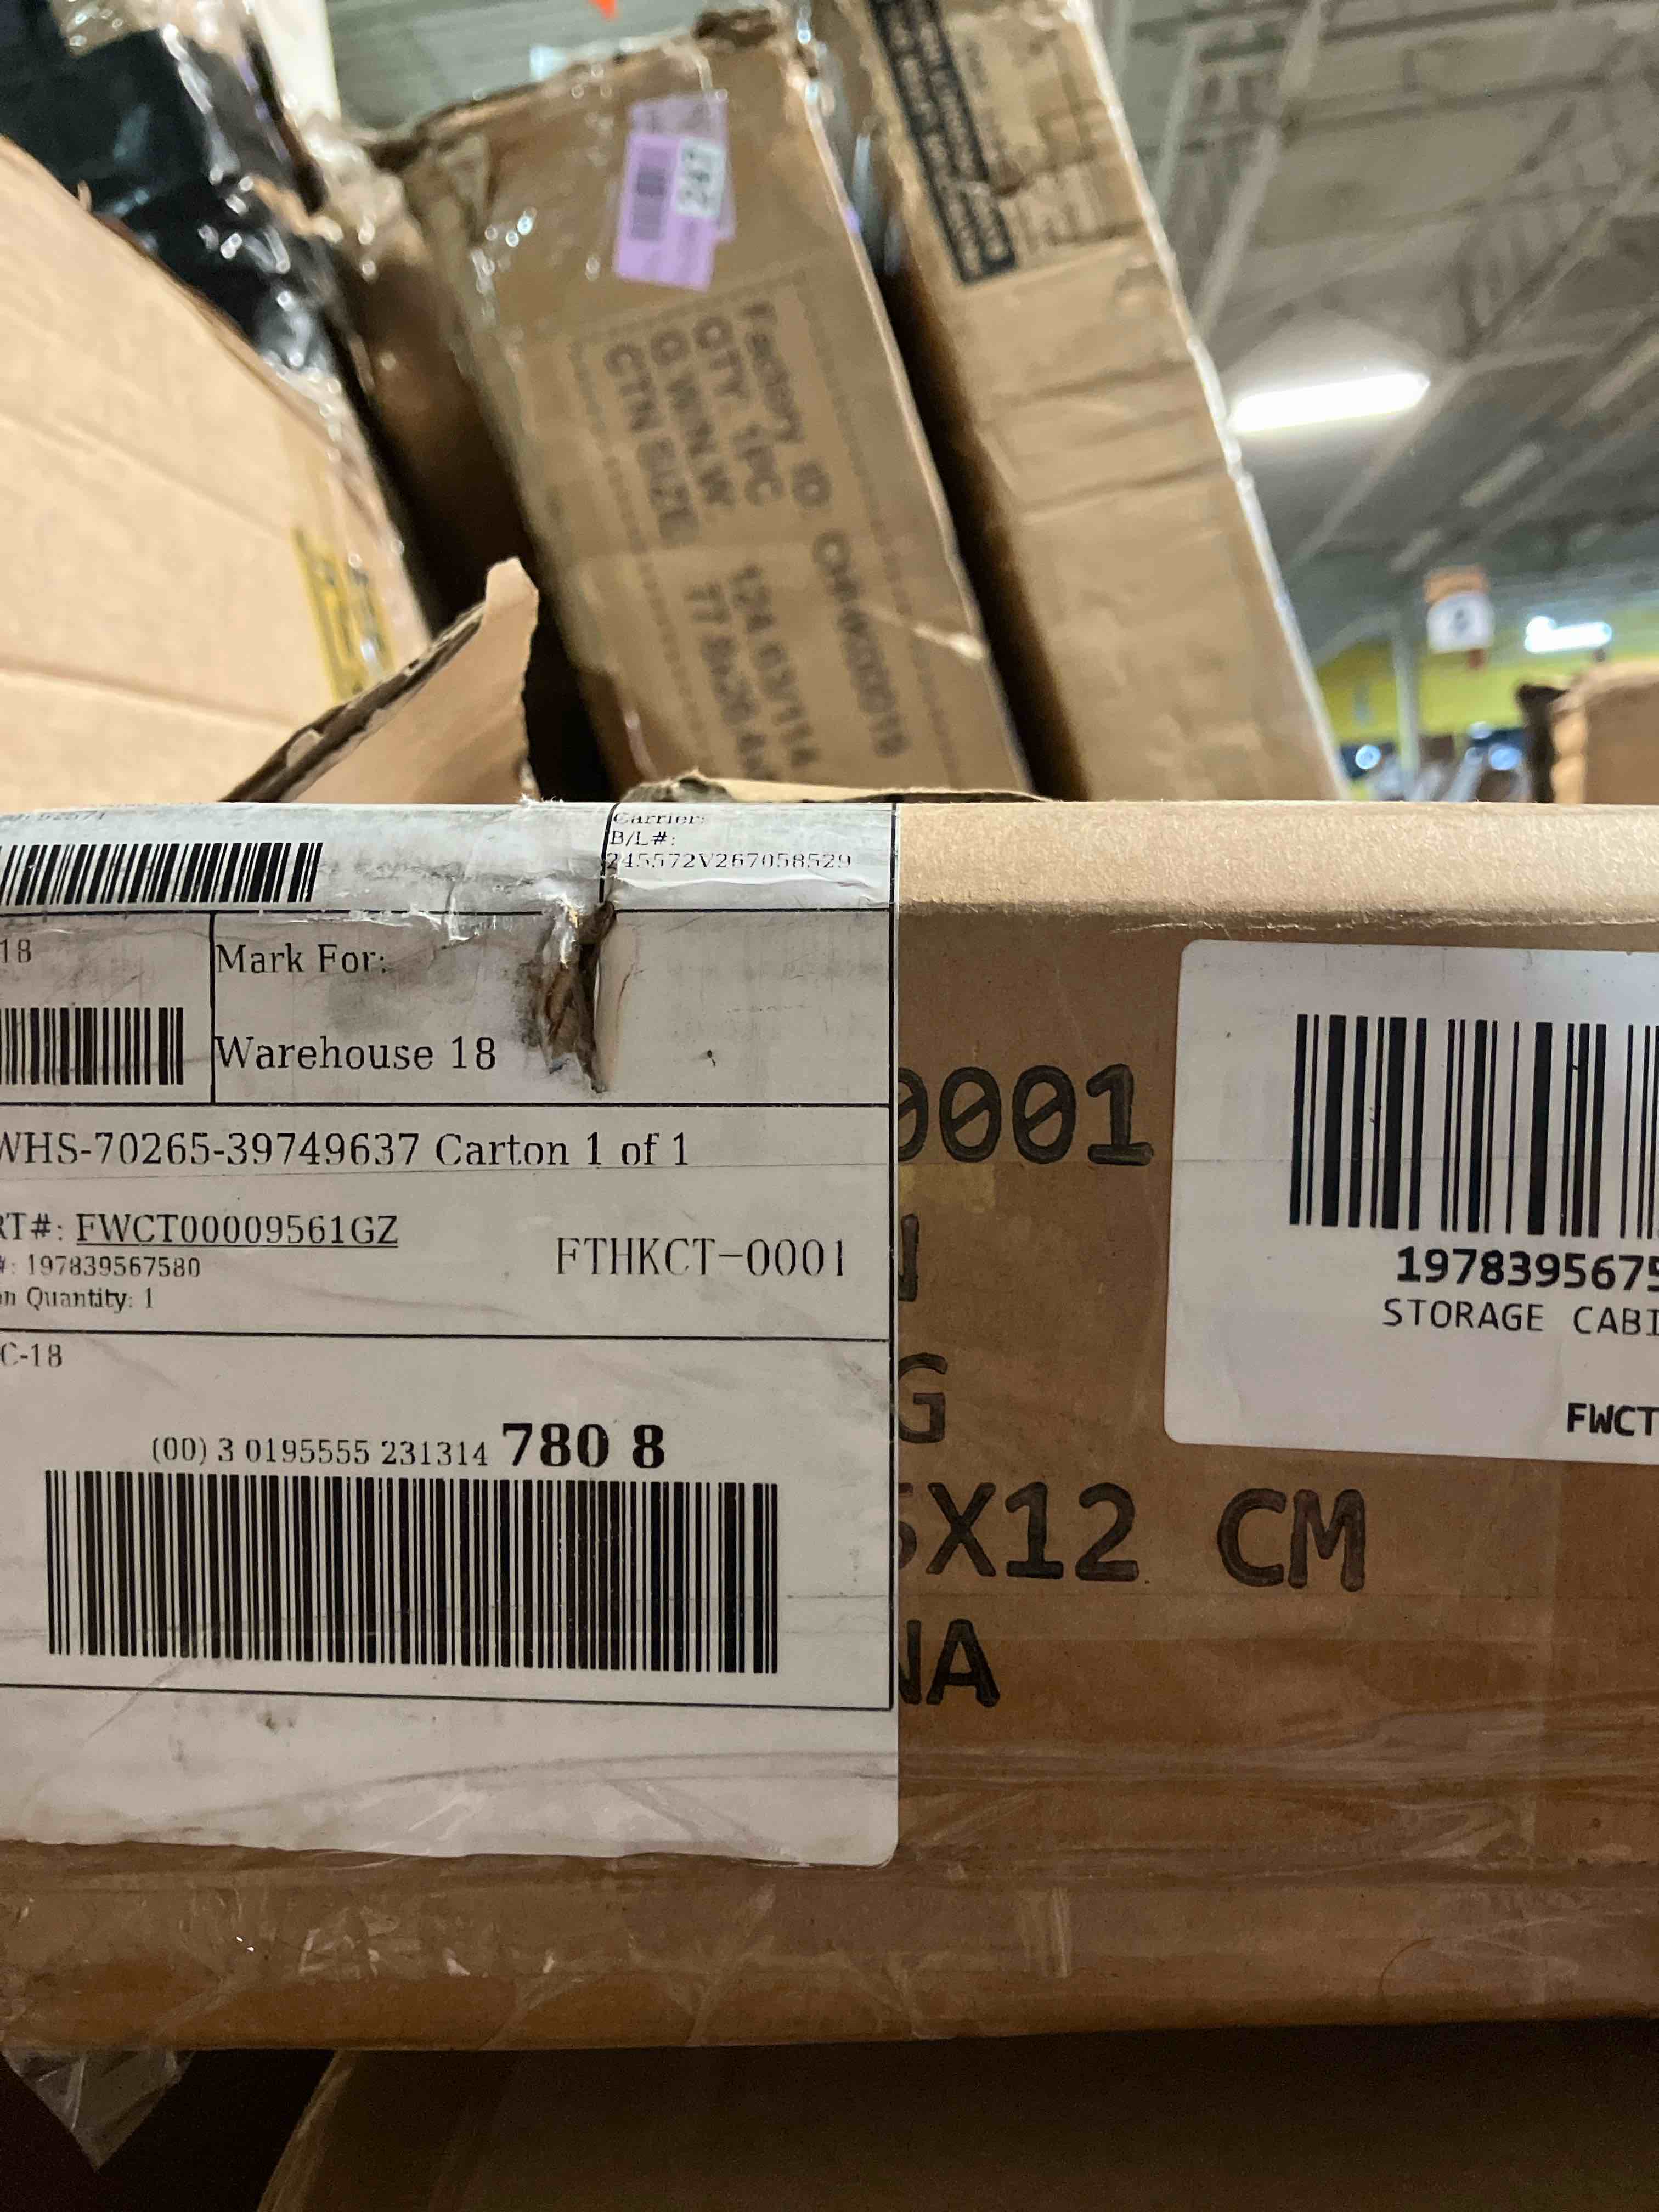 Factory ID: CHHK00019
QTY: 1PC
G.W/N.W.
CTN SIZE
Carrier:
B/L#:
245572V267058529
18
Mark For:
Warehouse 18
WHS-70265-39749637 Carton 1 of 1
RT#: FWCT00009561GZ
#: 197839567580
FTHKCT-0001
n Quantity: 1
C-18
(00) 3 0195555 231314 780 8
0001
N
G
5X12 CM
NA
1978395675
STORAGE CABI
FWCT